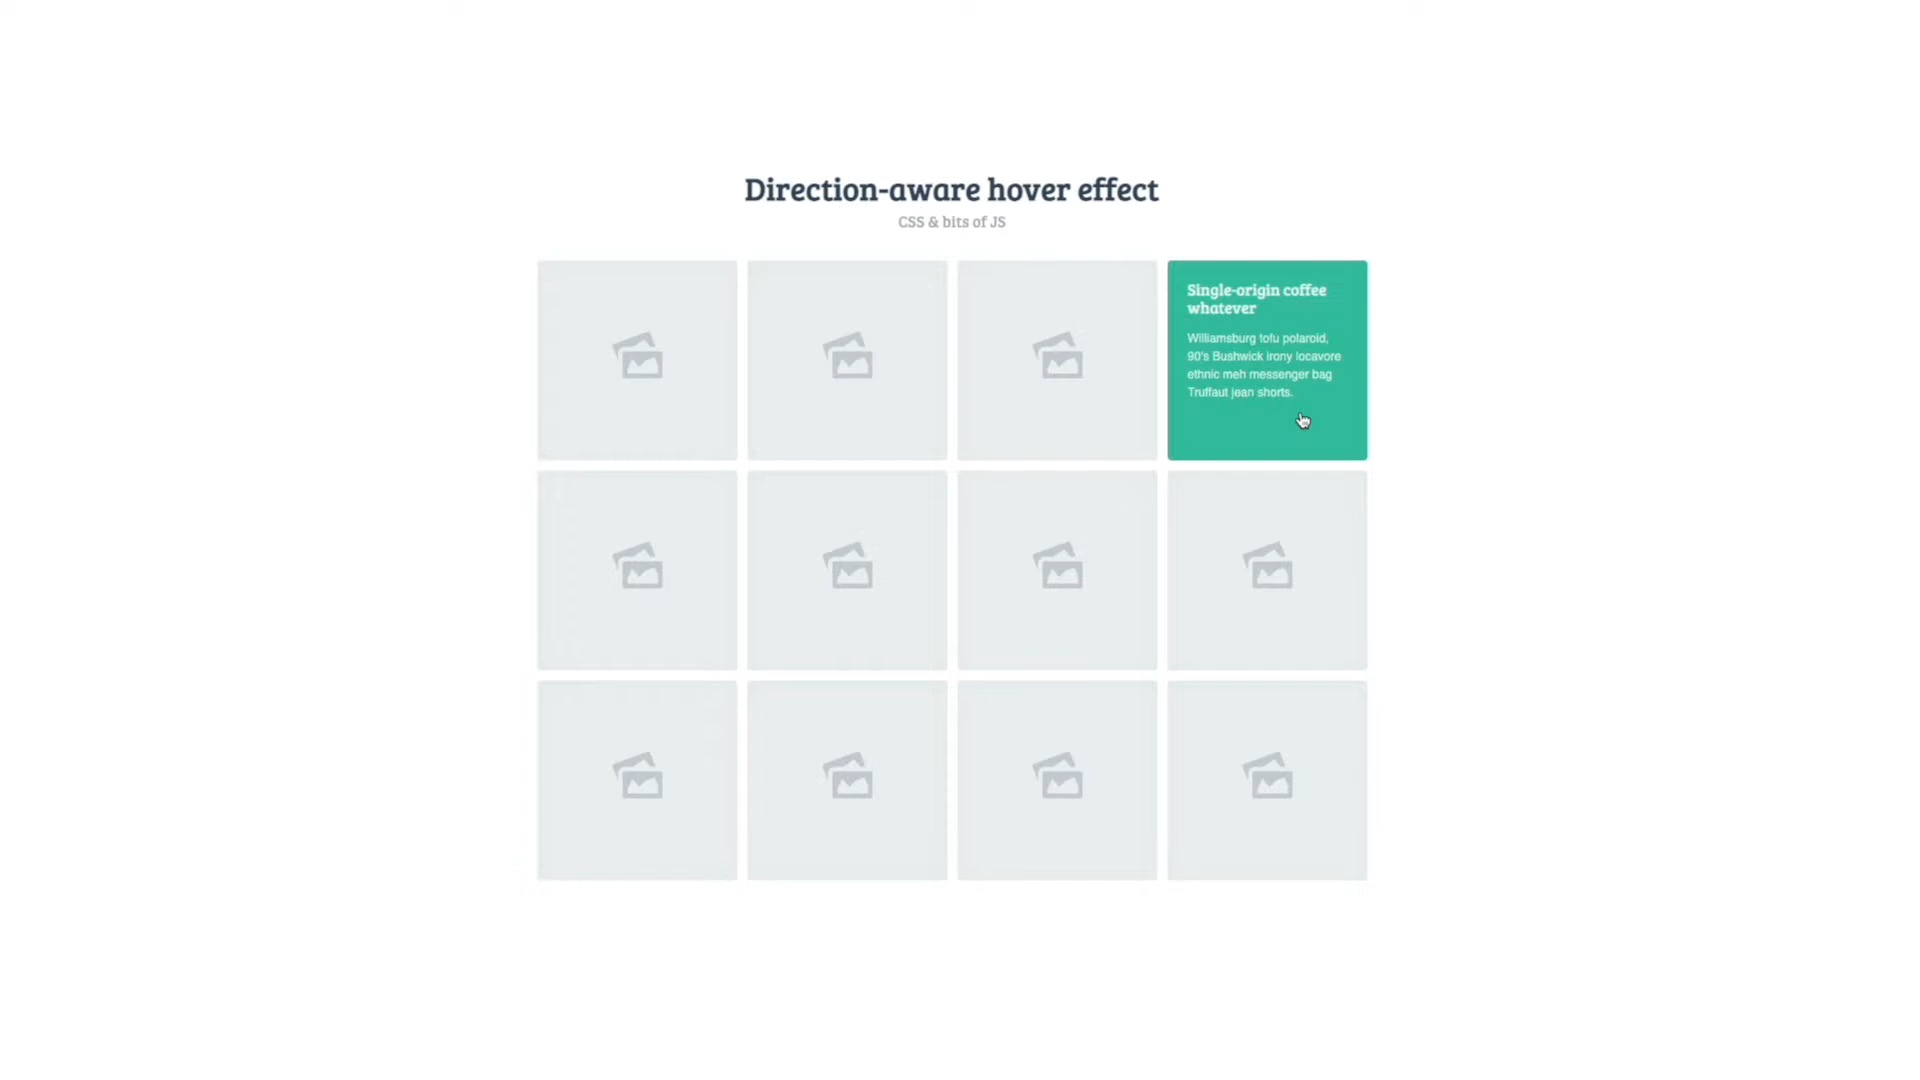 Direction-aware hover effect
CSS & bits of JS
Single-origin coffee
whatever
Williamsburg tofu polaroid,
90's Bushwick irony locavore
ethnic meh messenger bag
Truffaut jean shorts.